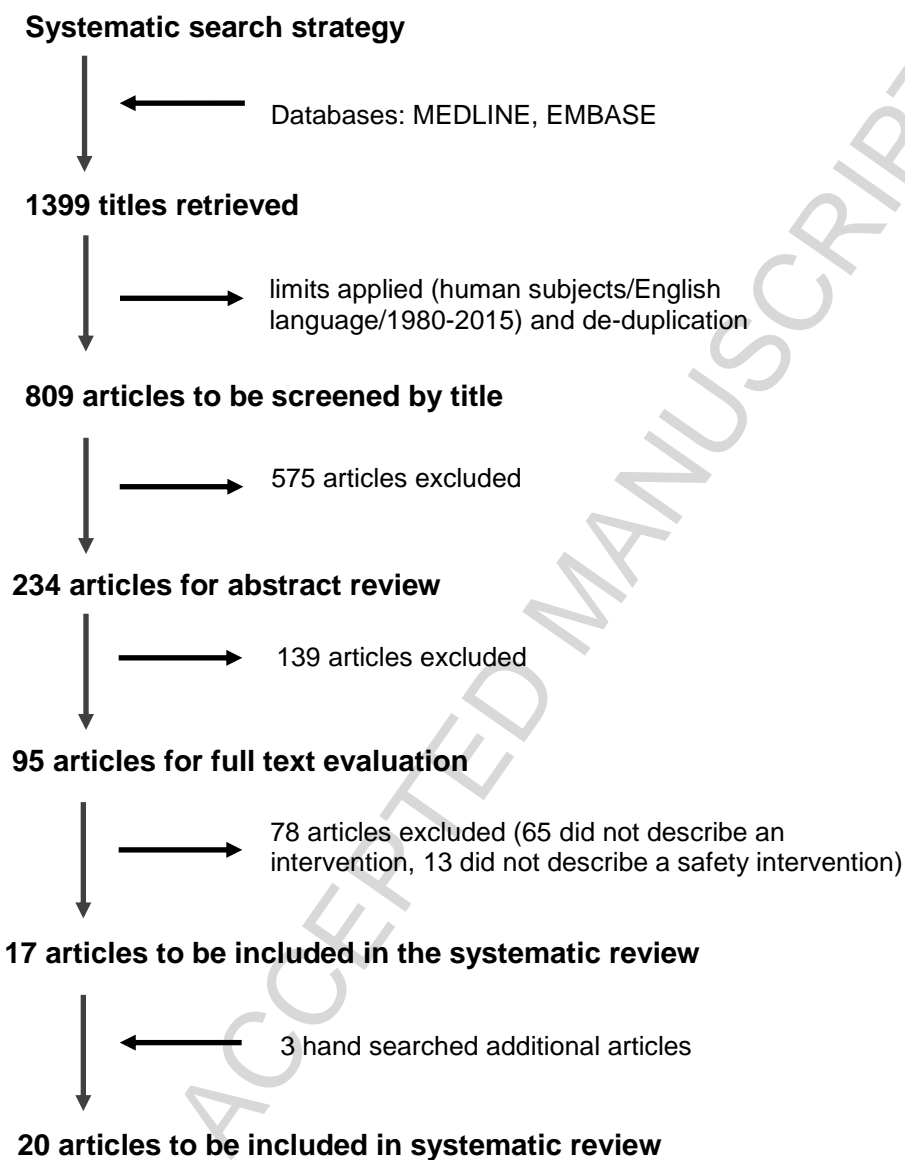 Systematic search strategy
Databases: MEDLINE, EMBASE
1399 titles retrieved
limits applied (human subjects/English
language/1980-2015) and de-duplication
809 articles to be screened by title
575 articles excluded
234 articles for abstract review
139 articles excluded
95 articles for full text evaluation
78 articles excluded (65 did not describe an
intervention, 13 did not describe a safety intervention)
17 articles to be included in the systematic review
3 hand searched additional articles
20 articles to be included in systematic review
ACCEPTED MANUSCRIPT